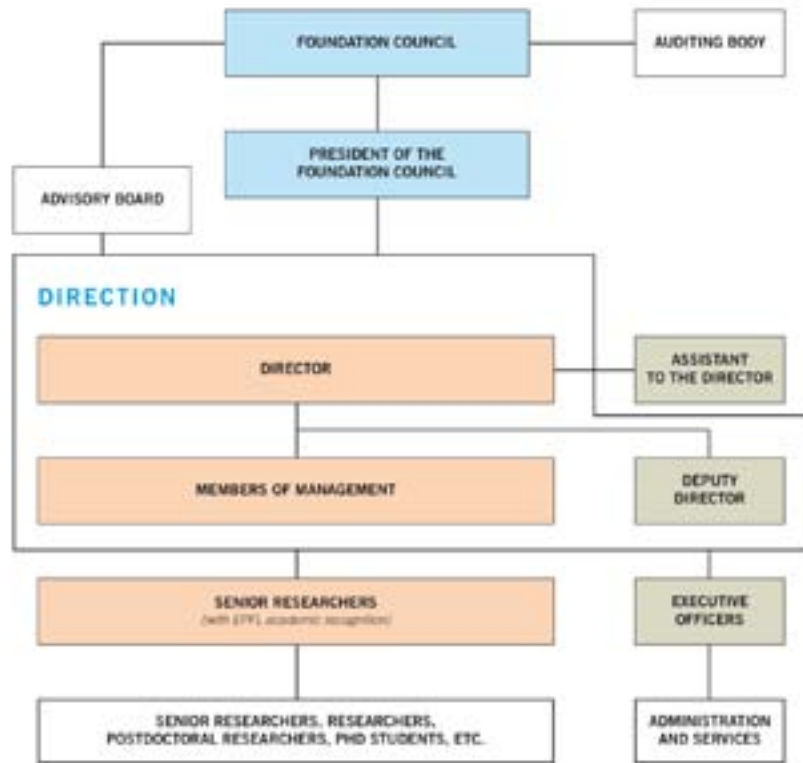 FOUNDATION COUNCIL
AUDITING BODY
PRESIDENT OF THE
FOUNDATION COUNCIL
ADVISORY BOARD
DIRECTION
DIRECTOR
ASSISTANT
TO THE DIRECTOR
MEMBERS OF MANAGEMENT
DEPUTY
DIRECTOR
SENIOR RESEARCHERS
(with EPFL academic recognition)
EXECUTIVE
OFFICERS
SENIOR RESEARCHERS, RESEARCHERS,
POSTDOCTORAL RESEARCHERS, PHD STUDENTS, ETC.
ADMINISTRATION
AND SERVICES